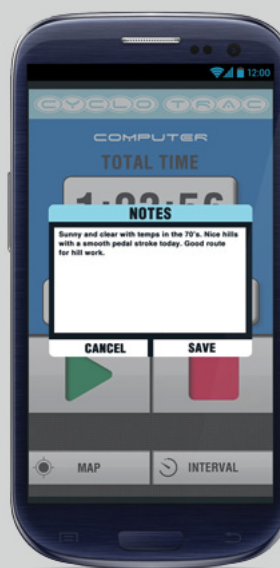 12:00
CYCLO TRAC
COMPUTER
TOTAL TIME
NOTES
Sunny and clear with temps in the 70's. Nice hills
with a smooth pedal stroke today. Good route
for hill work.
CANCEL SAVE
MAP INTERVAL